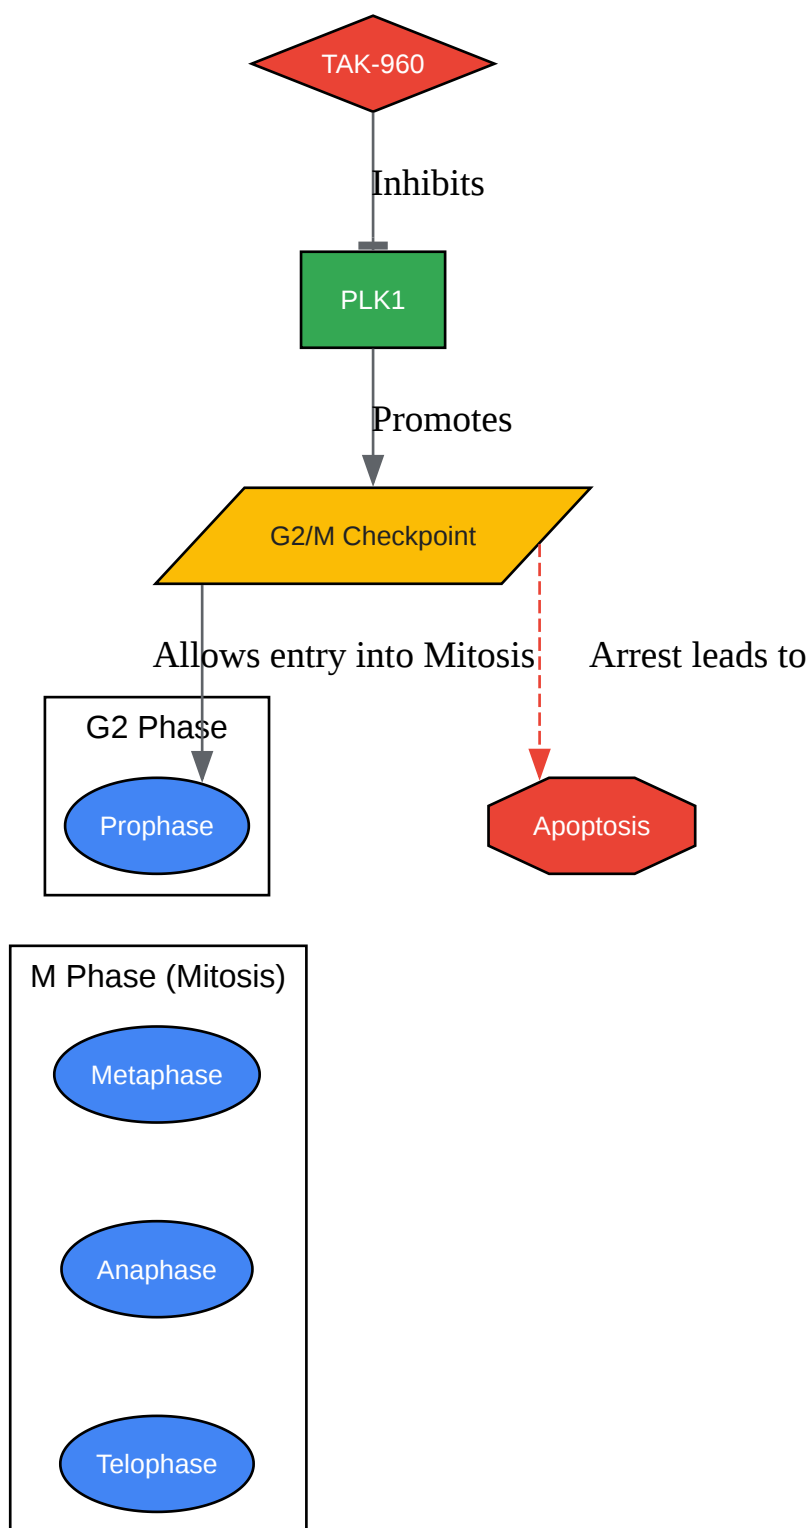 TAK-960
Inhibits
PLK1
Promotes
G2/M Checkpoint
Allows entry into Mitosis
Arrest leads to
G2 Phase
Prophase
Apoptosis
M Phase (Mitosis)
Metaphase
Anaphase
Telophase